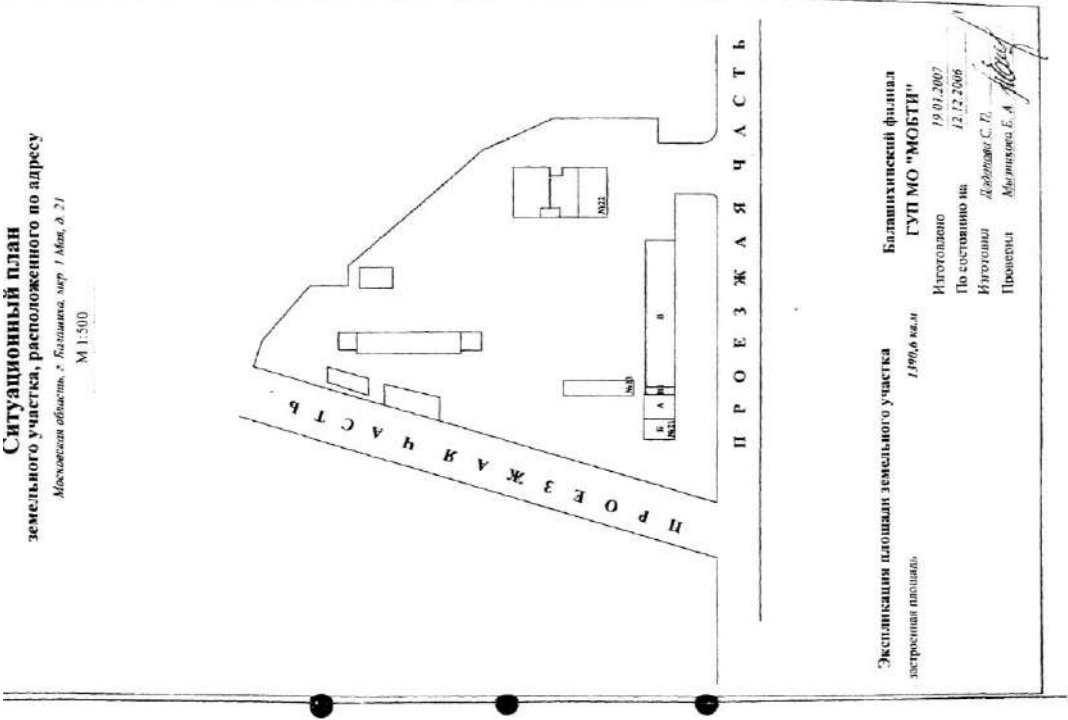 Ситуационный план
земельного участка, расположенного по адресу
Московская область, г. Балашиха, мкр. 1 Мая, д. 21
М 1:500
П Р О Е З Ж А Я Ч А С Т Ь
№22
№23
В
А
Б
№21
П Р О Е З Ж А Я Ч А С Т Ь
Экспликация площади земельного участка
застроенная площадь 1390,6 кв.м
Балашихинский филиал
ГУП МО "МОБТИ"
Изготовлено 19.01.2007
По состоянию на 12.12.2006
Изготовил С. П.
Проверил Е. А.